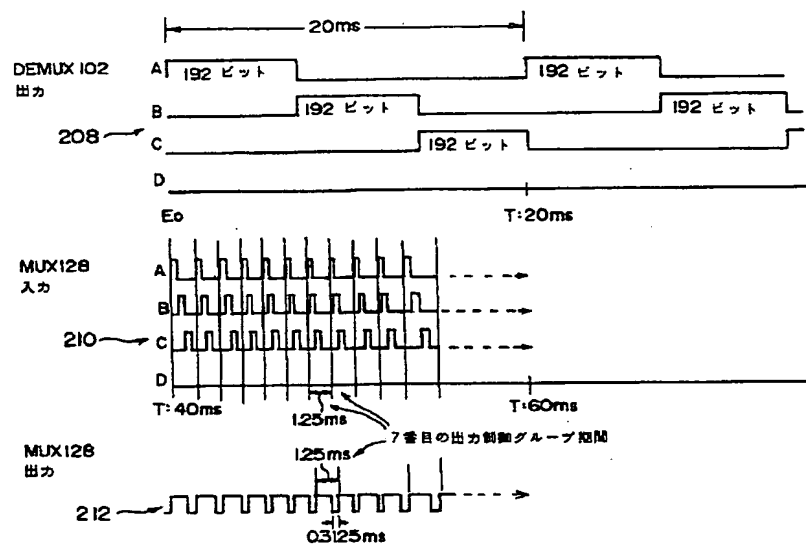 20ms
DEMUX 102
出力
A 192 ビット 192 ビット
B 192 ビット 192 ビット
208
C 192 ビット
D
Eo T:20ms
MUX128
入力
A
B
210
C
D
T:40ms T:60ms
1.25ms
7番目の出力制御グループ期間
MUX128
出力
1.25ms
212
0.3125ms